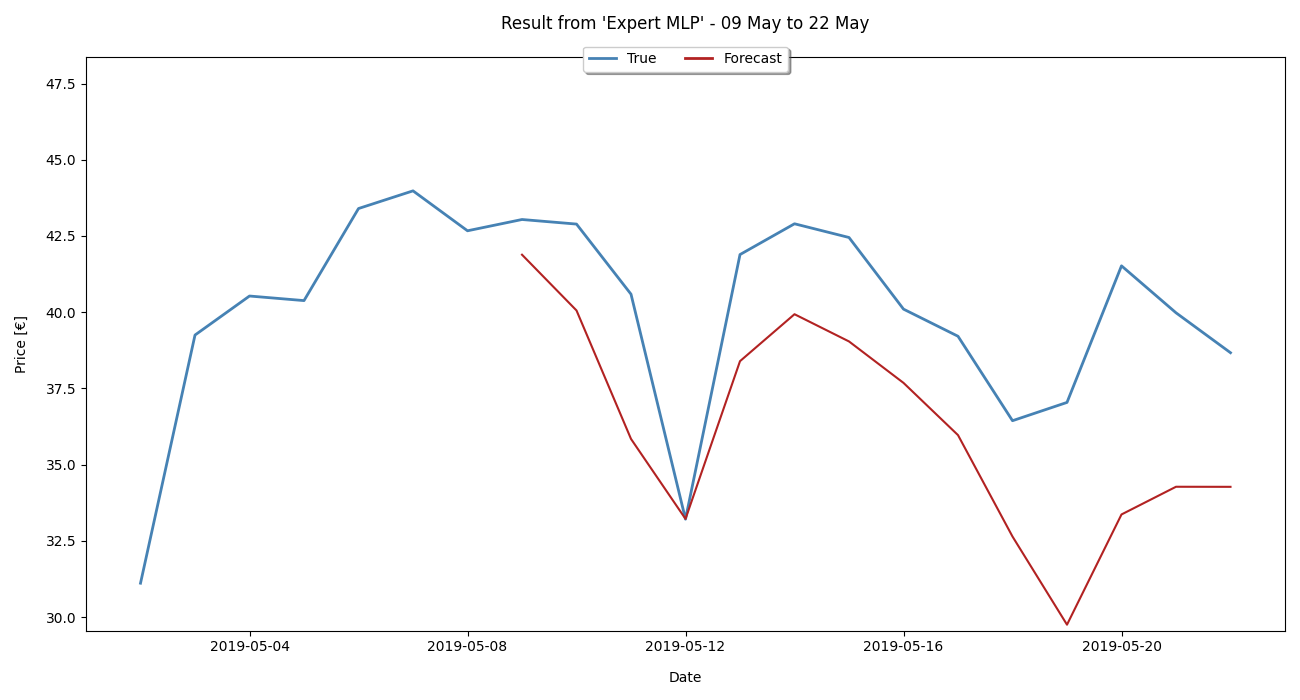 Result from 'Expert MLP' - 09 May to 22 May
True Forecast
47.5
45.0
42.5
40.0
37.5
35.0
32.5
30.0
Price [€]
2019-05-04 2019-05-08 2019-05-12 2019-05-16 2019-05-20
Date